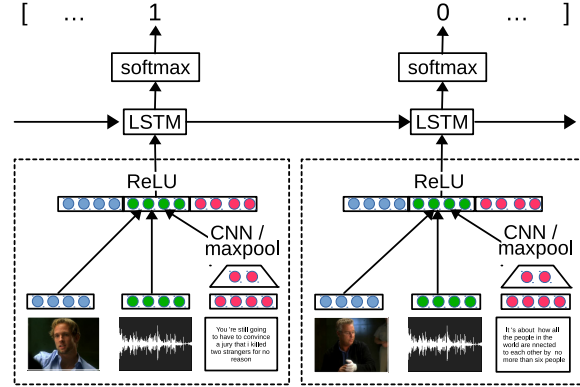 [ ... 1 0 ... ]
softmax softmax
LSTM LSTM
ReLU ReLU
CNN / CNN /
maxpool maxpool
You 're still going
to have to convince
a jury that I killed
two strangers for no
reason
It 's about how all
the people in the
world are nnected
to each other by no
more than six people